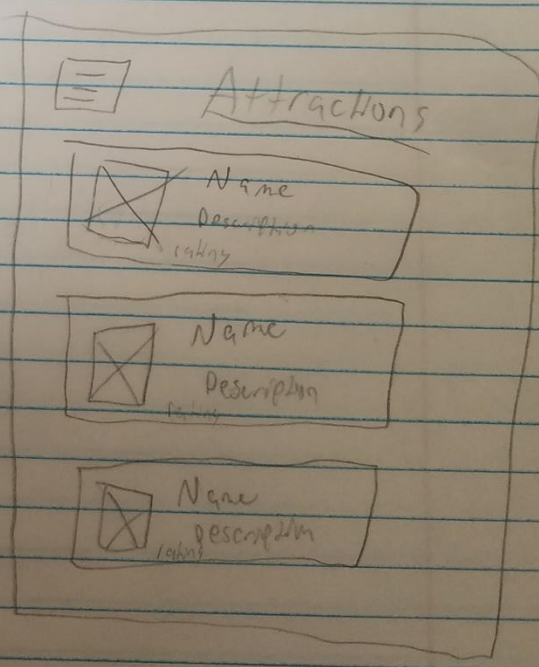 Attractions
Name
Description
rating
Name
Description
rating
Name
Description
rating